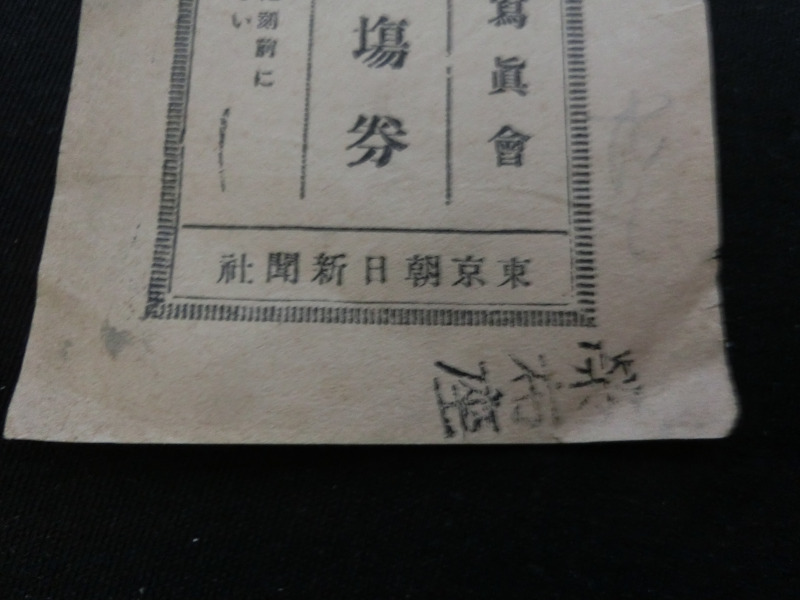 寫眞會
場券
刻前に
い
東京朝日新聞社